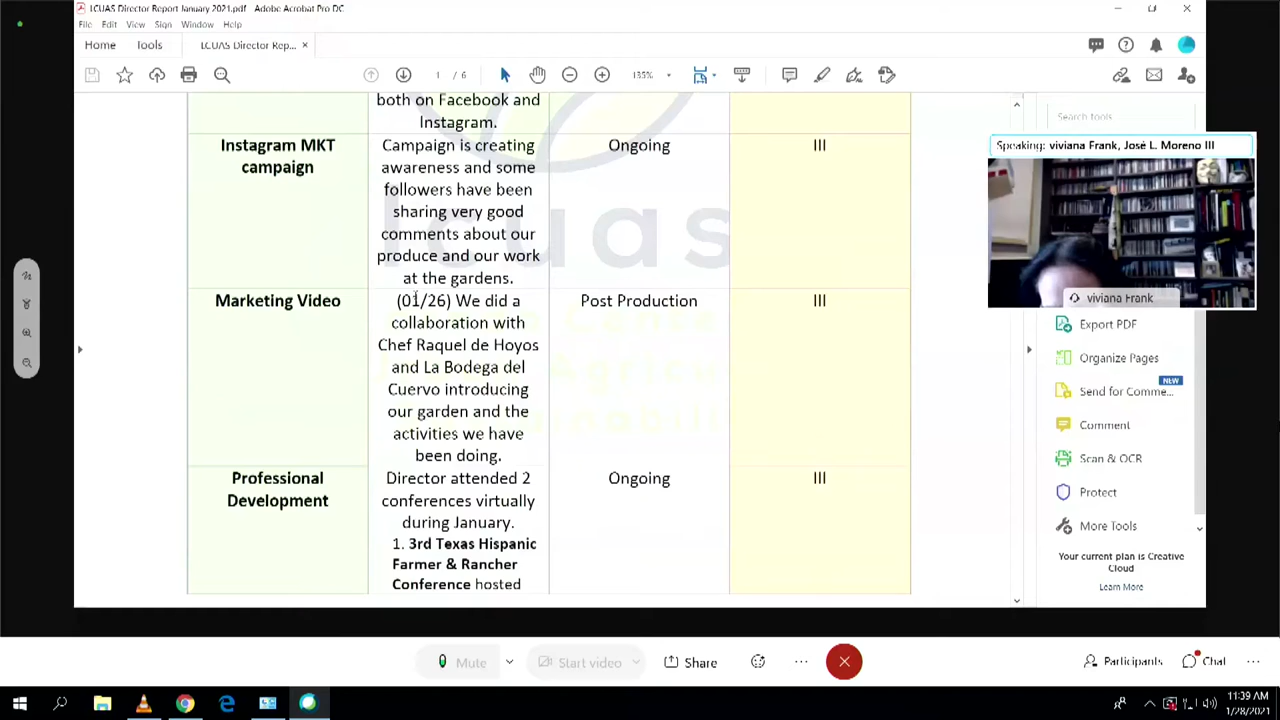 LCUAS Director Report January 2021.pdf - Adobe Acrobat Pro DC
File Edit View Sign Window Help
Home Tools LCUAS Director Rep... ×
1 / 6 135%
both on Facebook and
Instagram.
Instagram MKT
campaign
Campaign is creating
awareness and some
followers have been
sharing very good
comments about our
produce and our work
at the gardens.
Ongoing
III
Marketing Video
(01/26) We did a
collaboration with
Chef Raquel de Hoyos
and La Bodega del
Cuervo introducing
our garden and the
activities we have
been doing.
Post Production
III
Professional
Development
Director attended 2
conferences virtually
during January.
1. 3rd Texas Hispanic
Farmer & Rancher
Conference hosted
Ongoing
III
lcuas
Search tools
Speaking: viviana Frank, José L. Moreno III
viviana Frank
Export PDF
Organize Pages
NEW
Send for Comme...
Comment
Scan & OCR
Protect
More Tools
Your current plan is Creative
Cloud
Learn More
Mute
Start video
Share
Participants
Chat
11:39 AM
1/28/2021